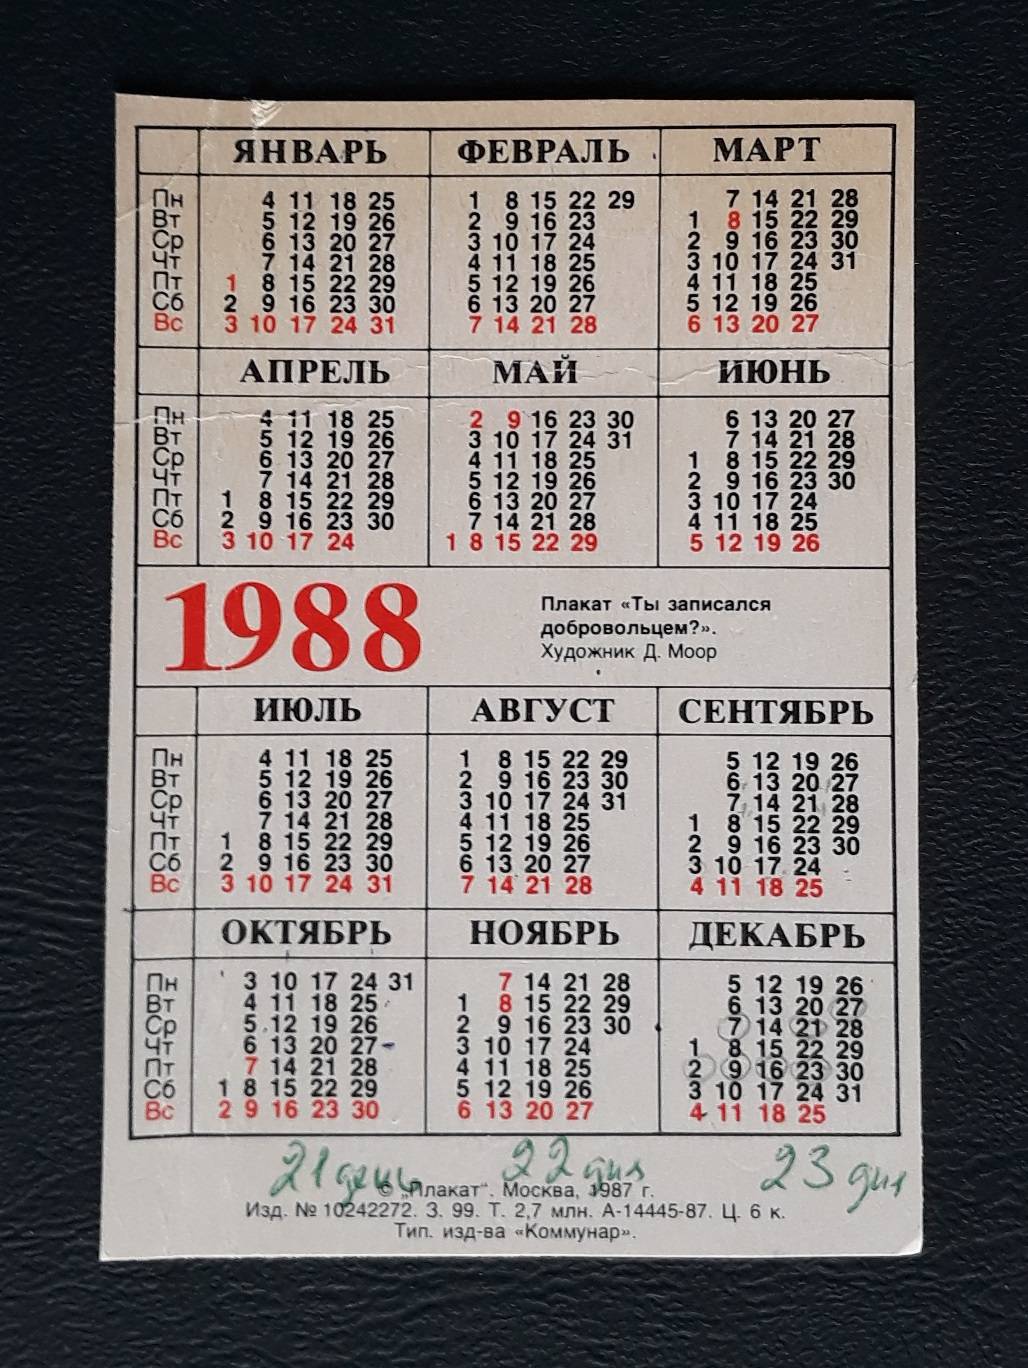 ЯНВАРЬ ФЕВРАЛЬ МАРТ
Пн 4 11 18 25 1 8 15 22 29 7 14 21 28
Вт 5 12 19 26 2 9 16 23 1 8 15 22 29
Ср 6 13 20 27 3 10 17 24 2 9 16 23 30
Чт 7 14 21 28 4 11 18 25 3 10 17 24 31
Пт 1 8 15 22 29 5 12 19 26 4 11 18 25
Сб 2 9 16 23 30 6 13 20 27 5 12 19 26
Вс 3 10 17 24 31 7 14 21 28 6 13 20 27
АПРЕЛЬ МАЙ ИЮНЬ
Пн 4 11 18 25 2 9 16 23 30 6 13 20 27
Вт 5 12 19 26 3 10 17 24 31 7 14 21 28
Ср 6 13 20 27 4 11 18 25 1 8 15 22 29
Чт 7 14 21 28 5 12 19 26 2 9 16 23 30
Пт 1 8 15 22 29 6 13 20 27 3 10 17 24
Сб 2 9 16 23 30 7 14 21 28 4 11 18 25
Вс 3 10 17 24 1 8 15 22 29 5 12 19 26
1988
Плакат «Ты записался
добровольцем?».
Художник Д. Моор
ИЮЛЬ АВГУСТ СЕНТЯБРЬ
Пн 4 11 18 25 1 8 15 22 29 5 12 19 26
Вт 5 12 19 26 2 9 16 23 30 6 13 20 27
Ср 6 13 20 27 3 10 17 24 31 7 14 21 28
Чт 7 14 21 28 4 11 18 25 1 8 15 22 29
Пт 1 8 15 22 29 5 12 19 26 2 9 16 23 30
Сб 2 9 16 23 30 6 13 20 27 3 10 17 24
Вс 3 10 17 24 31 7 14 21 28 4 11 18 25
ОКТЯБРЬ НОЯБРЬ ДЕКАБРЬ
Пн 3 10 17 24 31 7 14 21 28 5 12 19 26
Вт 4 11 18 25 1 8 15 22 29 6 13 20 27
Ср 5 12 19 26 2 9 16 23 30 7 14 21 28
Чт 6 13 20 27 3 10 17 24 1 8 15 22 29
Пт 7 14 21 28 4 11 18 25 2 9 16 23 30
Сб 1 8 15 22 29 5 12 19 26 3 10 17 24 31
Вс 2 9 16 23 30 6 13 20 27 4 11 18 25
21 день 22 дня 23 дня
© „Плакат". Москва, 1987 г.
Изд. № 10242272. З. 99. Т. 2,7 млн. А-14445-87. Ц. 6 к.
Тип. изд-ва «Коммунар».